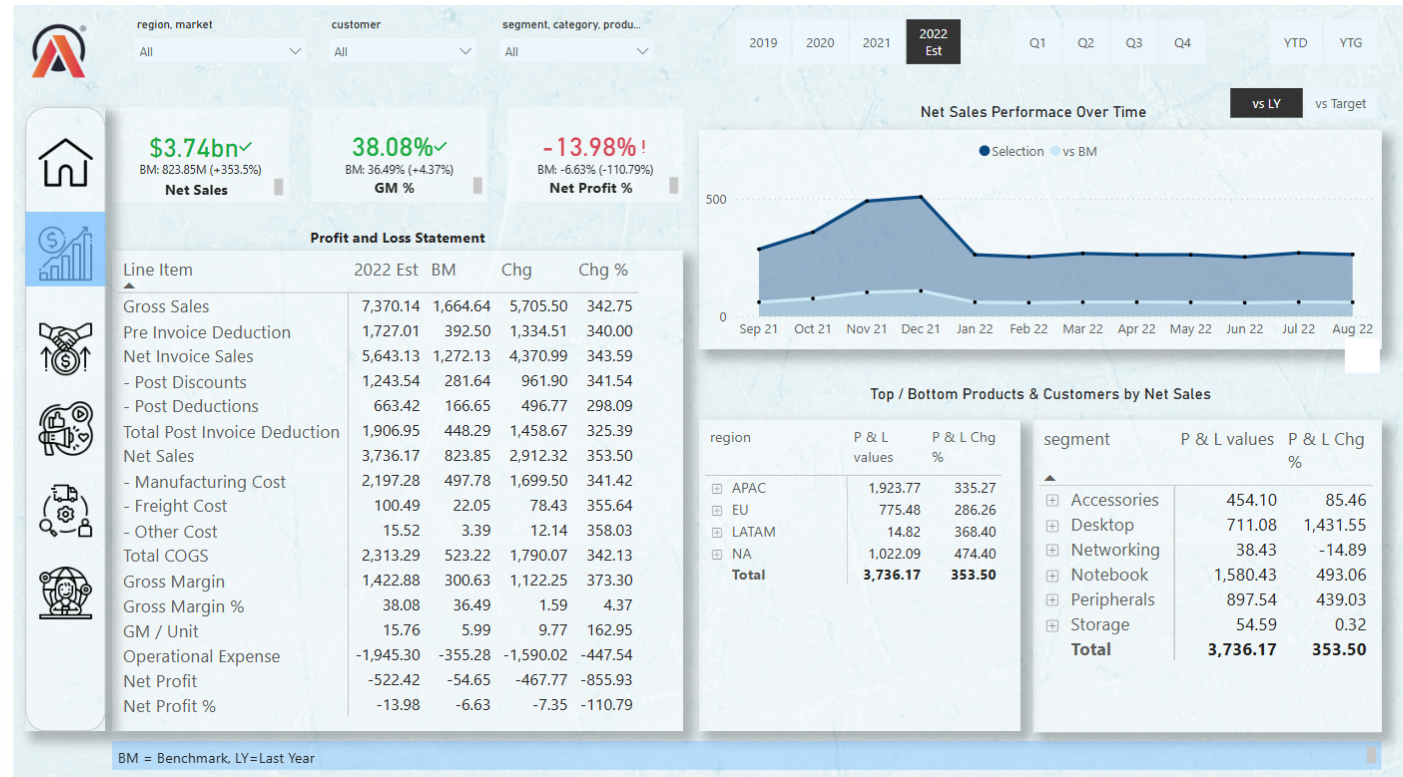 region, market
customer
segment, category, produ...
All
All
All
2019
2020
2021
2022
Est
Q1
Q2
Q3
Q4
YTD
YTG
vs LY
vs Target
$3.74bn
BM: 823.85M (+353.5%)
Net Sales
38.08%
BM: 36.49% (+4.37%)
GM %
-13.98%!
BM: -6.63% (-110.79%)
Net Profit %
Net Sales Performace Over Time
Selection vs BM
500
0
Sep 21 Oct 21 Nov 21 Dec 21 Jan 22 Feb 22 Mar 22 Apr 22 May 22 Jun 22 Jul 22 Aug 22
Profit and Loss Statement
Line Item 2022 Est BM Chg Chg %
Gross Sales 7,370.14 1,664.64 5,705.50 342.75
Pre Invoice Deduction 1,727.01 392.50 1,334.51 340.00
Net Invoice Sales 5,643.13 1,272.13 4,370.99 343.59
- Post Discounts 1,243.54 281.64 961.90 341.54
- Post Deductions 663.42 166.65 496.77 298.09
Total Post Invoice Deduction 1,906.95 448.29 1,458.67 325.39
Net Sales 3,736.17 823.85 2,912.32 353.50
- Manufacturing Cost 2,197.28 497.78 1,699.50 341.42
- Freight Cost 100.49 22.05 78.43 355.64
- Other Cost 15.52 3.39 12.14 358.03
Total COGS 2,313.29 523.22 1,790.07 342.13
Gross Margin 1,422.88 300.63 1,122.25 373.30
Gross Margin % 38.08 36.49 1.59 4.37
GM / Unit 15.76 5.99 9.77 162.95
Operational Expense -1,945.30 -355.28 -1,590.02 -447.54
Net Profit -522.42 -54.65 -467.77 -855.93
Net Profit % -13.98 -6.63 -7.35 -110.79
Top / Bottom Products & Customers by Net Sales
region P & L values P & L Chg %
APAC 1,923.77 335.27
EU 775.48 286.26
LATAM 14.82 368.40
NA 1,022.09 474.40
Total 3,736.17 353.50
segment P & L values P & L Chg %
Accessories 454.10 85.46
Desktop 711.08 1,431.55
Networking 38.43 -14.89
Notebook 1,580.43 493.06
Peripherals 897.54 439.03
Storage 54.59 0.32
Total 3,736.17 353.50
BM = Benchmark, LY=Last Year